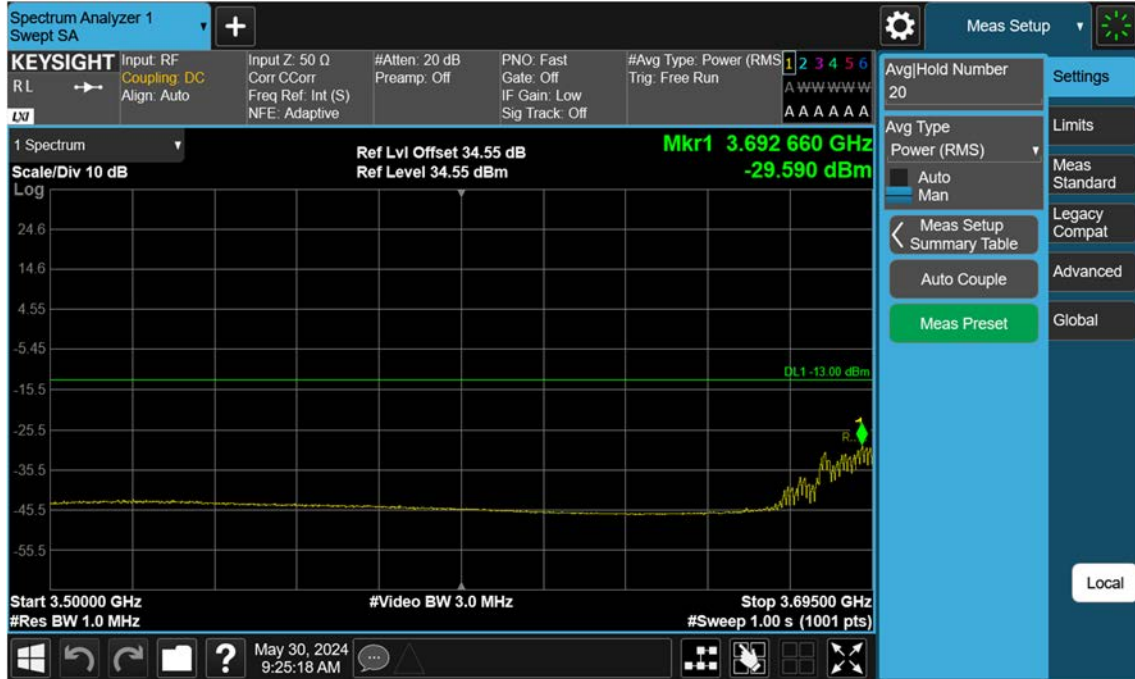 Spectrum Analyzer 1
Swept SA
+
Meas Setup
KEYSIGHT
R L
LXI
Input: RF
Coupling: DC
Align: Auto
Input Z: 50 Ω
Corr CCorr
Freq Ref: Int (S)
NFE: Adaptive
#Atten: 20 dB
Preamp: Off
PNO: Fast
Gate: Off
IF Gain: Low
Sig Track: Off
#Avg Type: Power (RMS
Trig: Free Run
1 2 3 4 5 6
A W W W W W
A A A A A A
1 Spectrum
Scale/Div 10 dB
Ref Lvl Offset 34.55 dB
Ref Level 34.55 dBm
Mkr1 3.692 660 GHz
-29.590 dBm
Log
24.6
14.6
4.55
-5.45
-15.5
-25.5
-35.5
-45.5
-55.5
DL1 -13.00 dBm
1
R..
Start 3.50000 GHz
#Res BW 1.0 MHz
#Video BW 3.0 MHz
Stop 3.69500 GHz
#Sweep 1.00 s (1001 pts)
Avg|Hold Number
20
Avg Type
Power (RMS)
Auto
Man
Meas Setup
Summary Table
Auto Couple
Meas Preset
Settings
Limits
Meas
Standard
Legacy
Compat
Advanced
Global
Local
?
May 30, 2024
9:25:18 AM